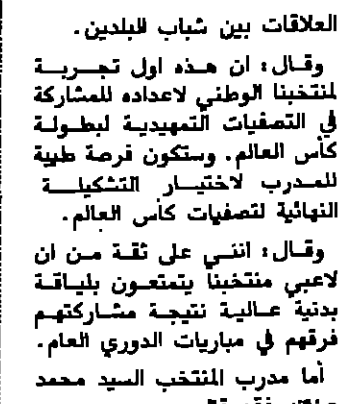 العلاقات بين شباب البلدين.
وقال: ان هذه اول تجربة
لمنتخبنا الوطني لاعداده للمشاركة
في التصفيات التمهيدية لبطولة
كأس العالم. وستكون فرصة طيبة
للمدرب لاختيار التشكيلة
النهائية لتصفيات كأس العالم.
وقال: انني على ثقة من ان
لاعبي منتخبنا يتمتعون بلياقة
بدنية عالية نتيجة مشاركتهم
فرقهم في مباريات الدوري العام.
أما مدرب المنتخب السيد محمد